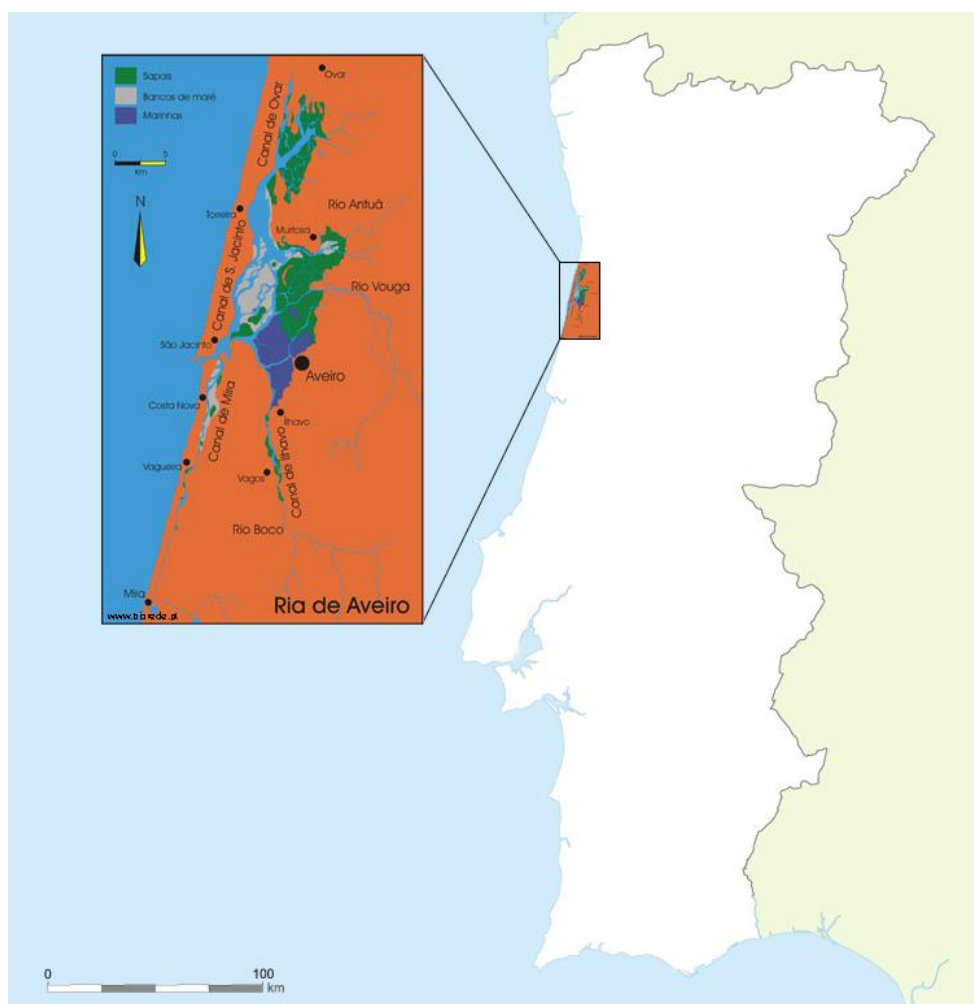 Sapais
Bancos de maré
Marinhas
0 5
Km
N
Ovar
Canal de Ovar
Rio Antuã
Torreira
Murtosa
Canal de S. Jacinto
Rio Vouga
São Jacinto
Aveiro
Costa Nova
Ílhavo
Canal de Mira
Vagueira
Vagos
Canal de Ílhavo
Rio Boco
Mira
Ria de Aveiro
0 100
km